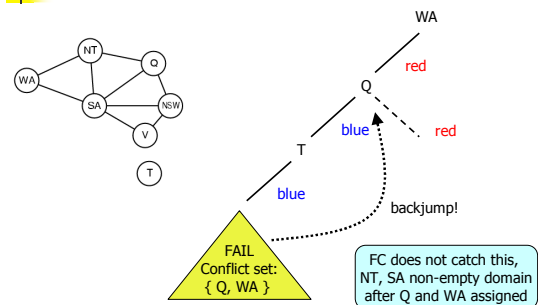 WA
red
Q
blue
red
T
blue
backjump!
FAIL
Conflict set:
{ Q, WA }
FC does not catch this,
NT, SA non-empty domain
after Q and WA assigned
NT
Q
WA
SA
NSW
V
T